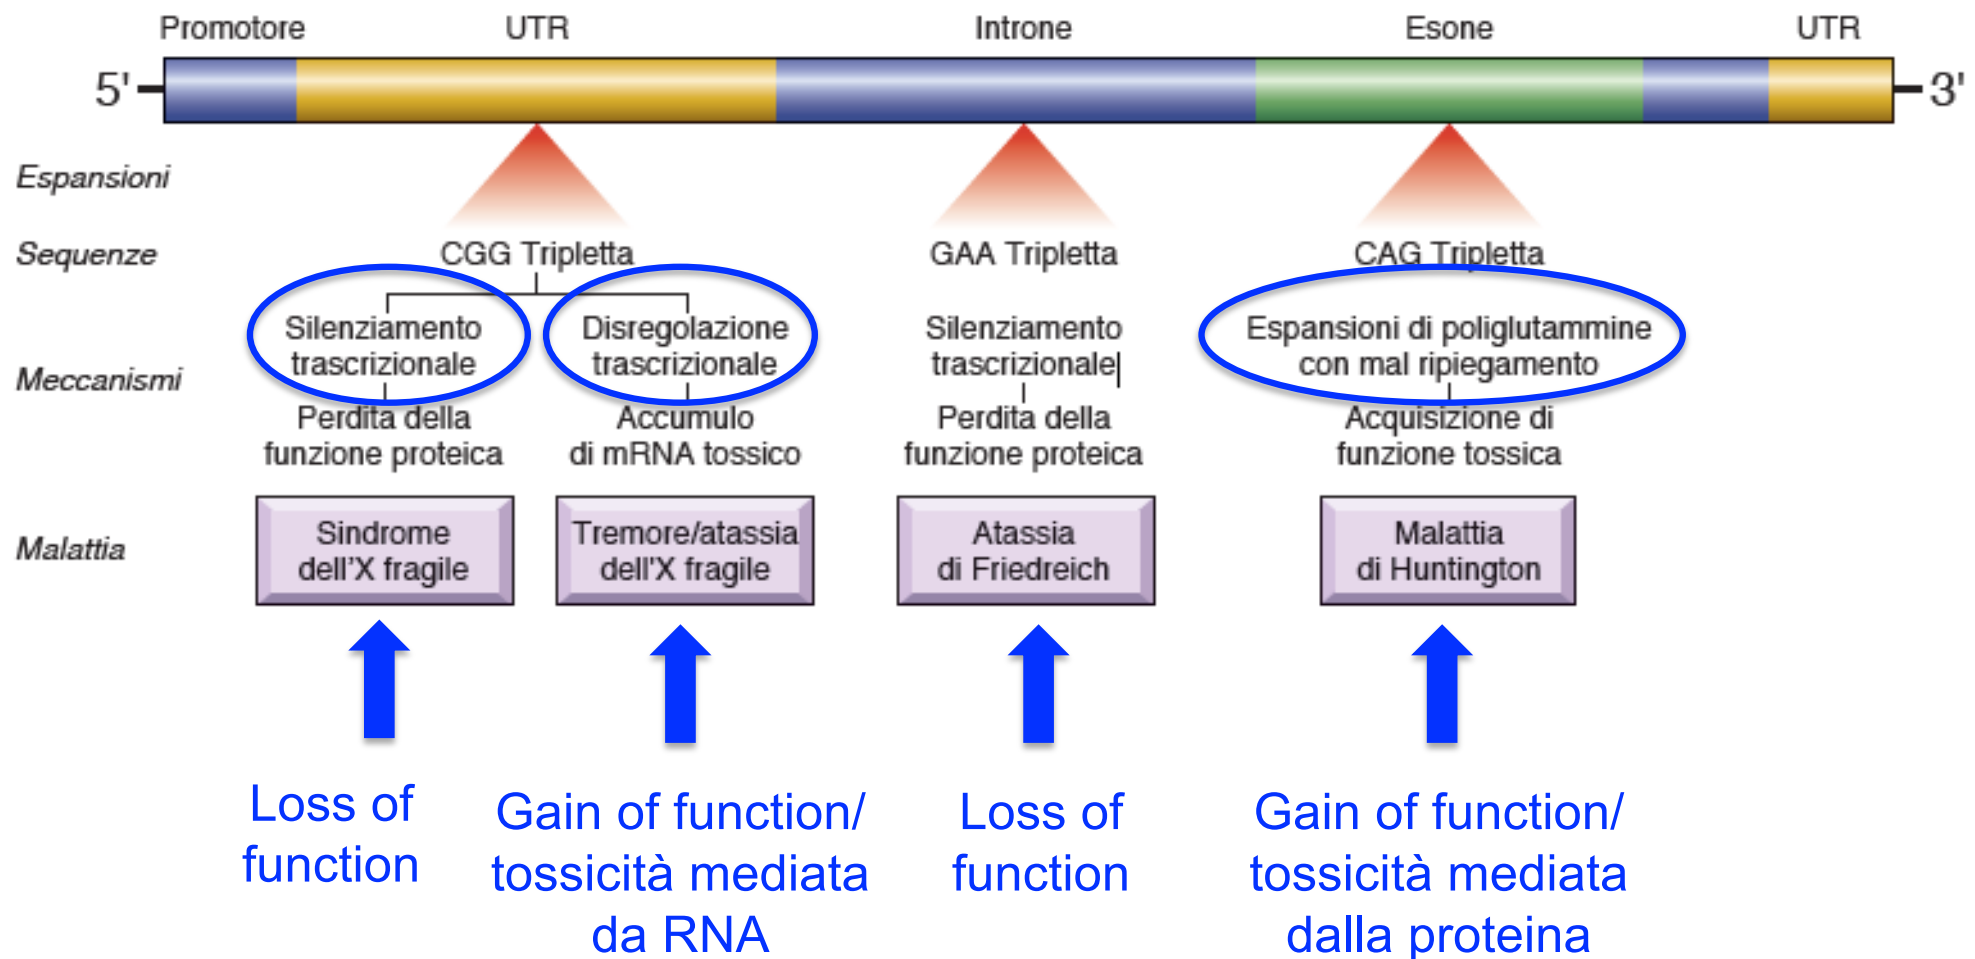 Promotore UTR Introne Esone UTR
5' 3'
Espansioni
Sequenze CGG Tripletta GAA Tripletta CAG Tripletta
Meccanismi
Silenziamento
trascrizionale
Perdita della
funzione proteica
Disregolazione
trascrizionale
Accumulo
di mRNA tossico
Silenziamento
trascrizionale
Perdita della
funzione proteica
Espansioni di poliglutammine
con mal ripiegamento
Acquisizione di
funzione tossica
Malattia
Sindrome
dell'X fragile
Tremore/atassia
dell'X fragile
Atassia
di Friedreich
Malattia
di Huntington
Loss of
function
Gain of function/
tossicità mediata
da RNA
Loss of
function
Gain of function/
tossicità mediata
dalla proteina